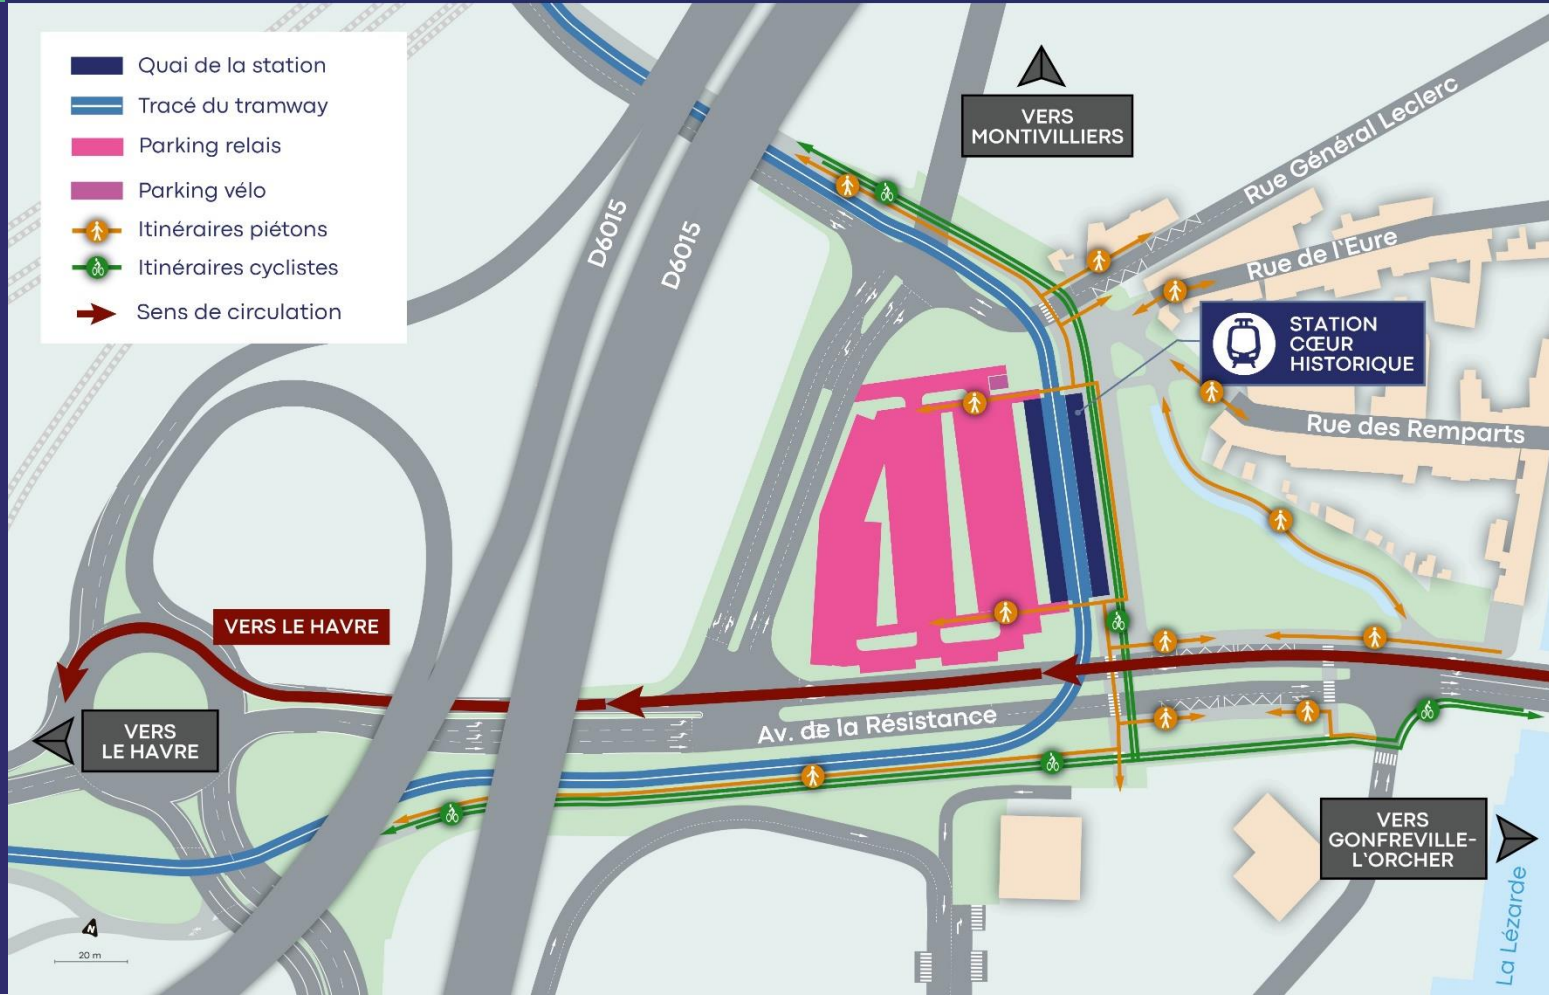 Quai de la station
Tracé du tramway
Parking relais
Parking vélo
Itinéraires piétons
Itinéraires cyclistes
Sens de circulation
VERS
MONTIVILLIERS
Rue Général Leclerc
D6015
D6015
Rue de l'Eure
STATION
CŒUR
HISTORIQUE
Rue des Remparts
VERS LE HAVRE
VERS
LE HAVRE
Av. de la Résistance
VERS
GONFREVILLE-
L'ORCHER
La Lézarde
N
20 m